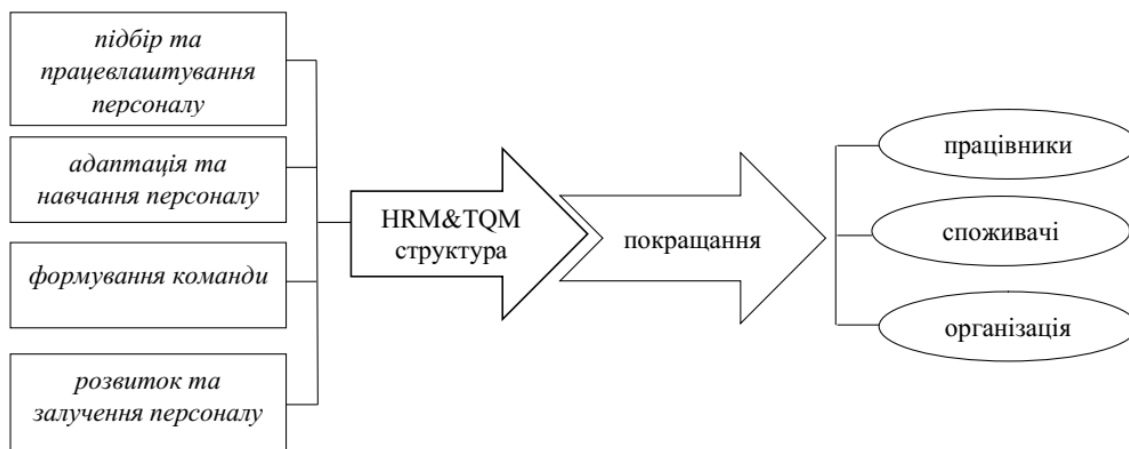 підбір та
працевлаштування
персоналу
адаптація та
навчання персоналу
формування команди
розвиток та
залучення персоналу
HRM&TQM
структура
покращання
працівники
споживачі
організація